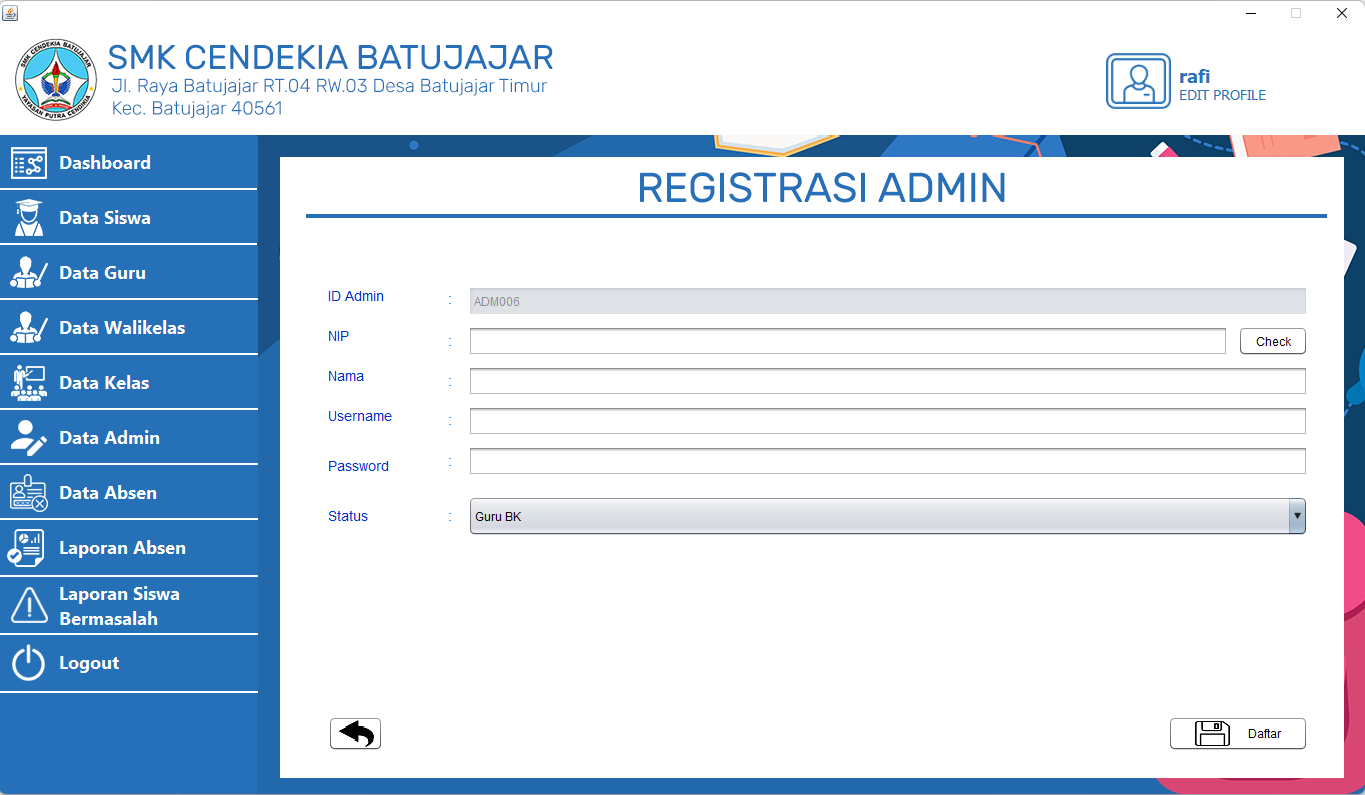 SMK CENDEKIA BATUJAJAR
YAYASAN PUTRA CENDIKIA
SMK CENDEKIA BATUJAJAR
Jl. Raya Batujajar RT.04 RW.03 Desa Batujajar Timur
Kec. Batujajar 40561
rafi
EDIT PROFILE
Dashboard
Data Siswa
Data Guru
Data Walikelas
Data Kelas
Data Admin
Data Absen
Laporan Absen
Laporan Siswa
Bermasalah
Logout
REGISTRASI ADMIN
ID Admin : ADM006
NIP : Check
Nama :
Username :
Password :
Status : Guru BK
Daftar